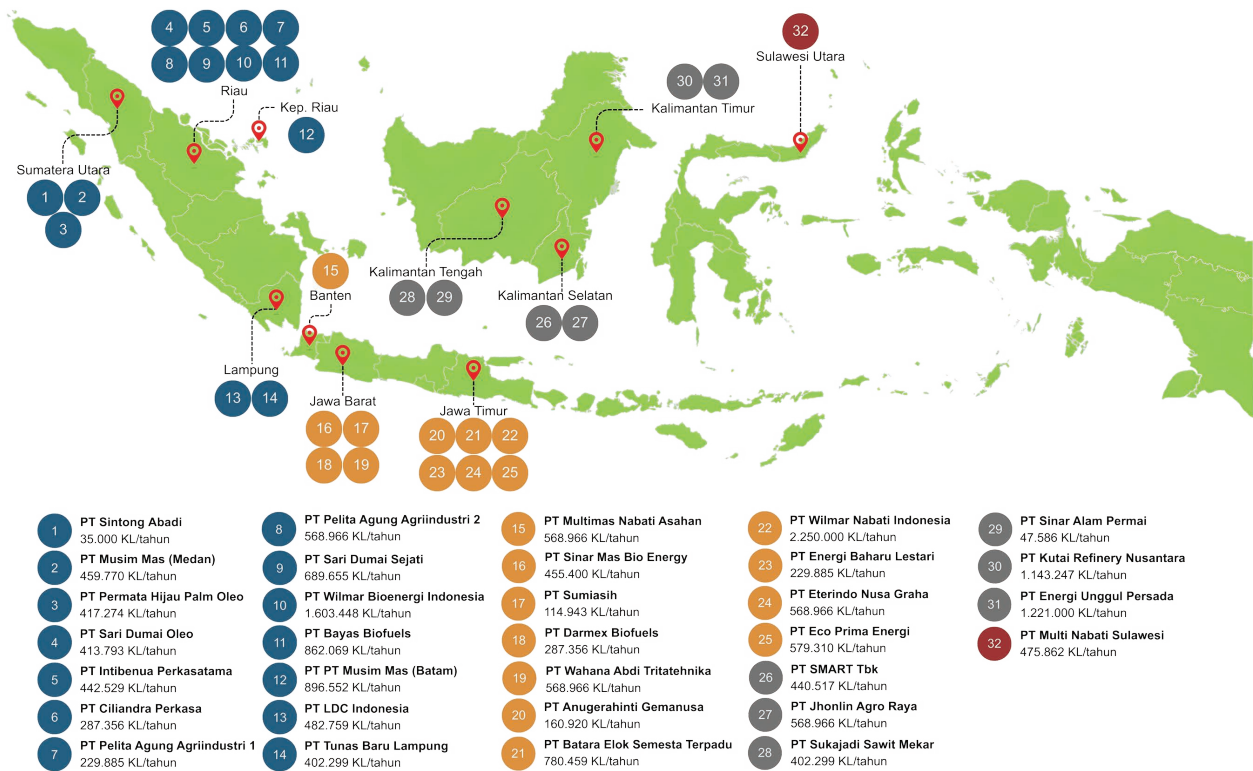 4 5 6 7
8 9 10 11
Riau
Kep. Riau
12
Sumatera Utara
1 2
3
32
Sulawesi Utara
30 31
Kalimantan Timur
Kalimantan Tengah
28 29
Kalimantan Selatan
26 27
15
Banten
Lampung
13 14
Jawa Barat
16 17
18 19
Jawa Timur
20 21 22
23 24 25
1 PT Sintong Abadi
35.000 KL/tahun
2 PT Musim Mas (Medan)
459.770 KL/tahun
3 PT Permata Hijau Palm Oleo
417.274 KL/tahun
4 PT Sari Dumai Oleo
413.793 KL/tahun
5 PT Intibenua Perkasatama
442.529 KL/tahun
6 PT Ciliandra Perkasa
287.356 KL/tahun
7 PT Pelita Agung Agriindustri 1
229.885 KL/tahun
8 PT Pelita Agung Agriindustri 2
568.966 KL/tahun
9 PT Sari Dumai Sejati
689.655 KL/tahun
10 PT Wilmar Bioenergi Indonesia
1.603.448 KL/tahun
11 PT Bayas Biofuels
862.069 KL/tahun
12 PT PT Musim Mas (Batam)
896.552 KL/tahun
13 PT LDC Indonesia
482.759 KL/tahun
14 PT Tunas Baru Lampung
402.299 KL/tahun
15 PT Multimas Nabati Asahan
568.966 KL/tahun
16 PT Sinar Mas Bio Energy
455.400 KL/tahun
17 PT Sumiasih
114.943 KL/tahun
18 PT Darmex Biofuels
287.356 KL/tahun
19 PT Wahana Abdi Tritatehnika
568.966 KL/tahun
20 PT Anugerahinti Gemanusa
160.920 KL/tahun
21 PT Batara Elok Semesta Terpadu
780.459 KL/tahun
22 PT Wilmar Nabati Indonesia
2.250.000 KL/tahun
23 PT Energi Baharu Lestari
229.885 KL/tahun
24 PT Eterindo Nusa Graha
568.966 KL/tahun
25 PT Eco Prima Energi
579.310 KL/tahun
26 PT SMART Tbk
440.517 KL/tahun
27 PT Jhonlin Agro Raya
568.966 KL/tahun
28 PT Sukajadi Sawit Mekar
402.299 KL/tahun
29 PT Sinar Alam Permai
47.586 KL/tahun
30 PT Kutai Refinery Nusantara
1.143.247 KL/tahun
31 PT Energi Unggul Persada
1.221.000 KL/tahun
32 PT Multi Nabati Sulawesi
475.862 KL/tahun